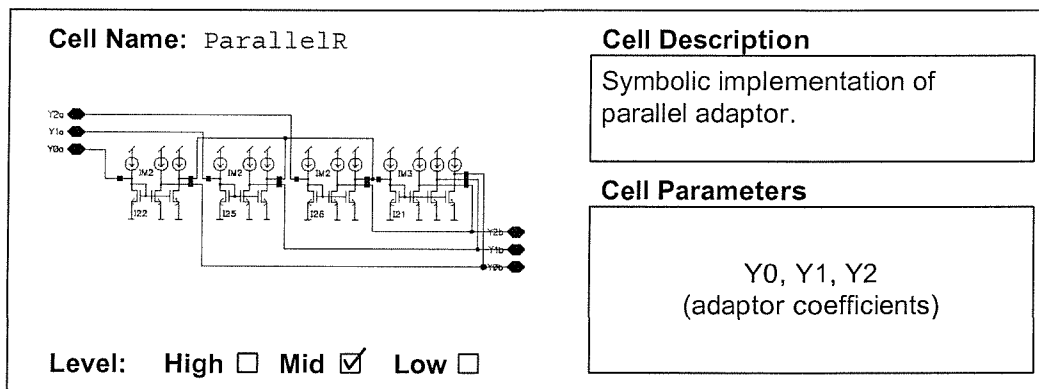 Cell Name: ParallelR
Cell Description
Symbolic implementation of
parallel adaptor.
Y2a
Y1a
Y0a
IM2 IM2 IM2 IM3
I22 I25 I26 I21
Y2b
Y1b
Y0b
Cell Parameters
Y0, Y1, Y2
(adaptor coefficients)
Level: High Mid Low